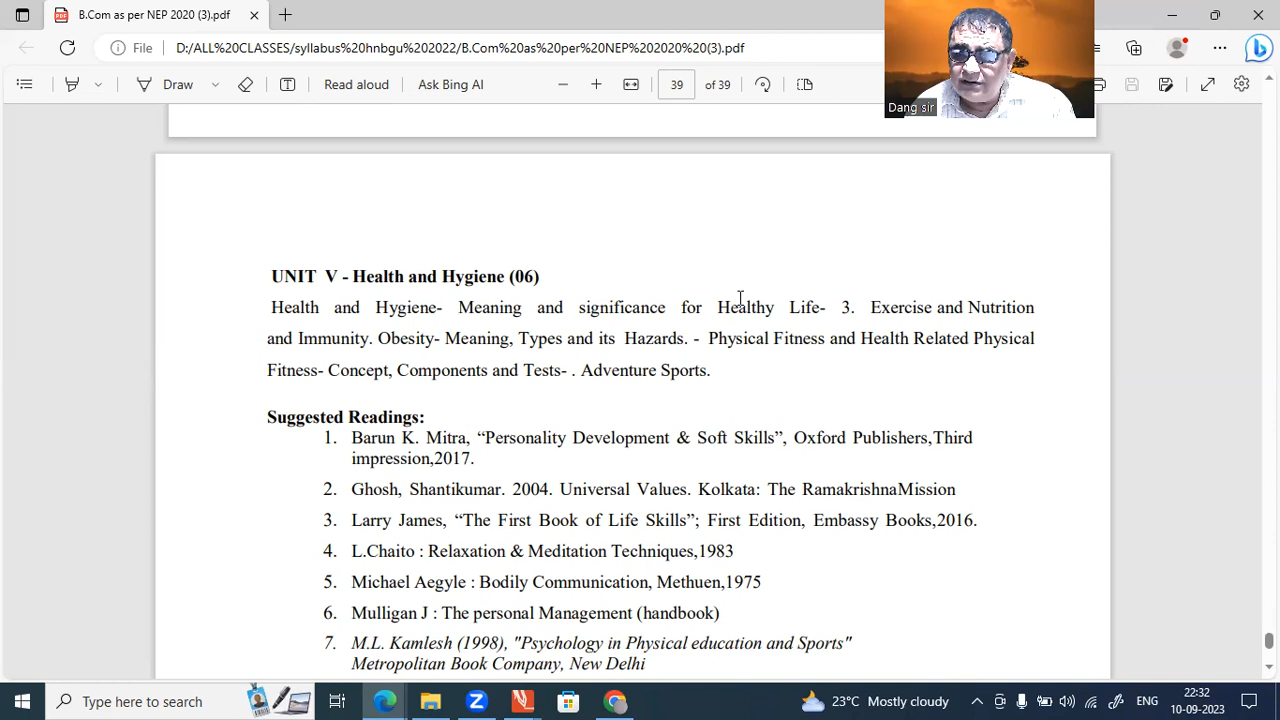 B.Com as per NEP 2020 (3).pdf
File D:/ALL%20CLASSES/syllabus%20hnbgu%202022/B.Com%20as%20per%20NEP%202020%20(3).pdf
Draw Read aloud Ask Bing AI 39 of 39
Dang sir
UNIT V - Health and Hygiene (06)
Health and Hygiene- Meaning and significance for Healthy Life- 3. Exercise and Nutrition
and Immunity. Obesity- Meaning, Types and its Hazards. - Physical Fitness and Health Related Physical
Fitness- Concept, Components and Tests- . Adventure Sports.
Suggested Readings:
1. Barun K. Mitra, “Personality Development & Soft Skills”, Oxford Publishers,Third
impression,2017.
2. Ghosh, Shantikumar. 2004. Universal Values. Kolkata: The RamakrishnaMission
3. Larry James, “The First Book of Life Skills”; First Edition, Embassy Books,2016.
4. L.Chaito : Relaxation & Meditation Techniques,1983
5. Michael Aegyle : Bodily Communication, Methuen,1975
6. Mulligan J : The personal Management (handbook)
7. M.L. Kamlesh (1998), "Psychology in Physical education and Sports"
Metropolitan Book Company, New Delhi
Type here to search
23°C Mostly cloudy
ENG
22:32
10-09-2023